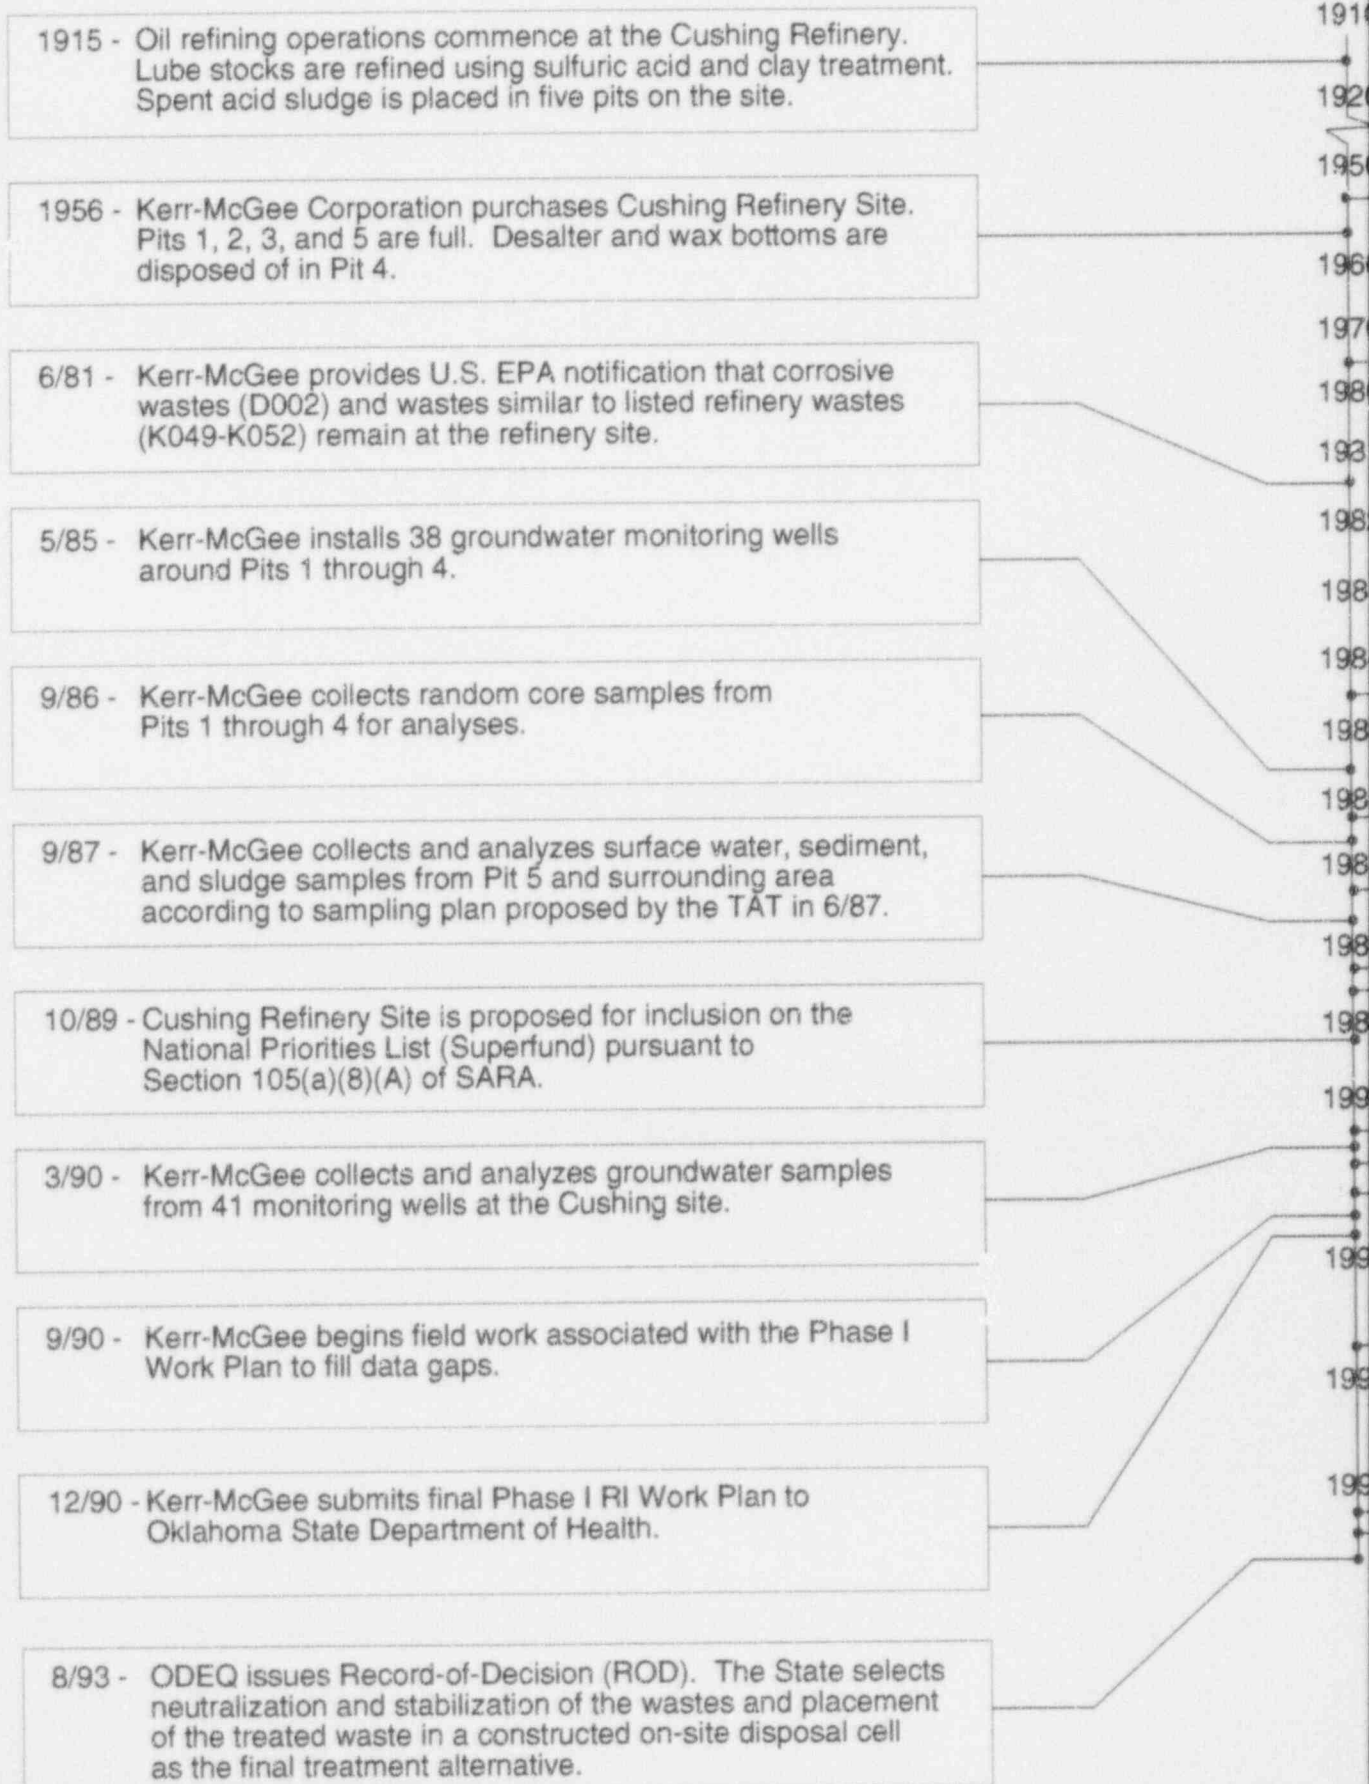 1915 - Oil refining operations commence at the Cushing Refinery.
Lube stocks are refined using sulfuric acid and clay treatment.
Spent acid sludge is placed in five pits on the site.
1956 - Kerr-McGee Corporation purchases Cushing Refinery Site.
Pits 1, 2, 3, and 5 are full. Desalter and wax bottoms are
disposed of in Pit 4.
6/81 - Kerr-McGee provides U.S. EPA notification that corrosive
wastes (D002) and wastes similar to listed refinery wastes
(K049-K052) remain at the refinery site.
5/85 - Kerr-McGee installs 38 groundwater monitoring wells
around Pits 1 through 4.
9/86 - Kerr-McGee collects random core samples from
Pits 1 through 4 for analyses.
9/87 - Kerr-McGee collects and analyzes surface water, sediment,
and sludge samples from Pit 5 and surrounding area
according to sampling plan proposed by the TAT in 6/87.
10/89 - Cushing Refinery Site is proposed for inclusion on the
National Priorities List (Superfund) pursuant to
Section 105(a)(8)(A) of SARA.
3/90 - Kerr-McGee collects and analyzes groundwater samples
from 41 monitoring wells at the Cushing site.
9/90 - Kerr-McGee begins field work associated with the Phase I
Work Plan to fill data gaps.
12/90 - Kerr-McGee submits final Phase I RI Work Plan to
Oklahoma State Department of Health.
8/93 - ODEQ issues Record-of-Decision (ROD). The State selects
neutralization and stabilization of the wastes and placement
of the treated waste in a constructed on-site disposal cell
as the final treatment alternative.